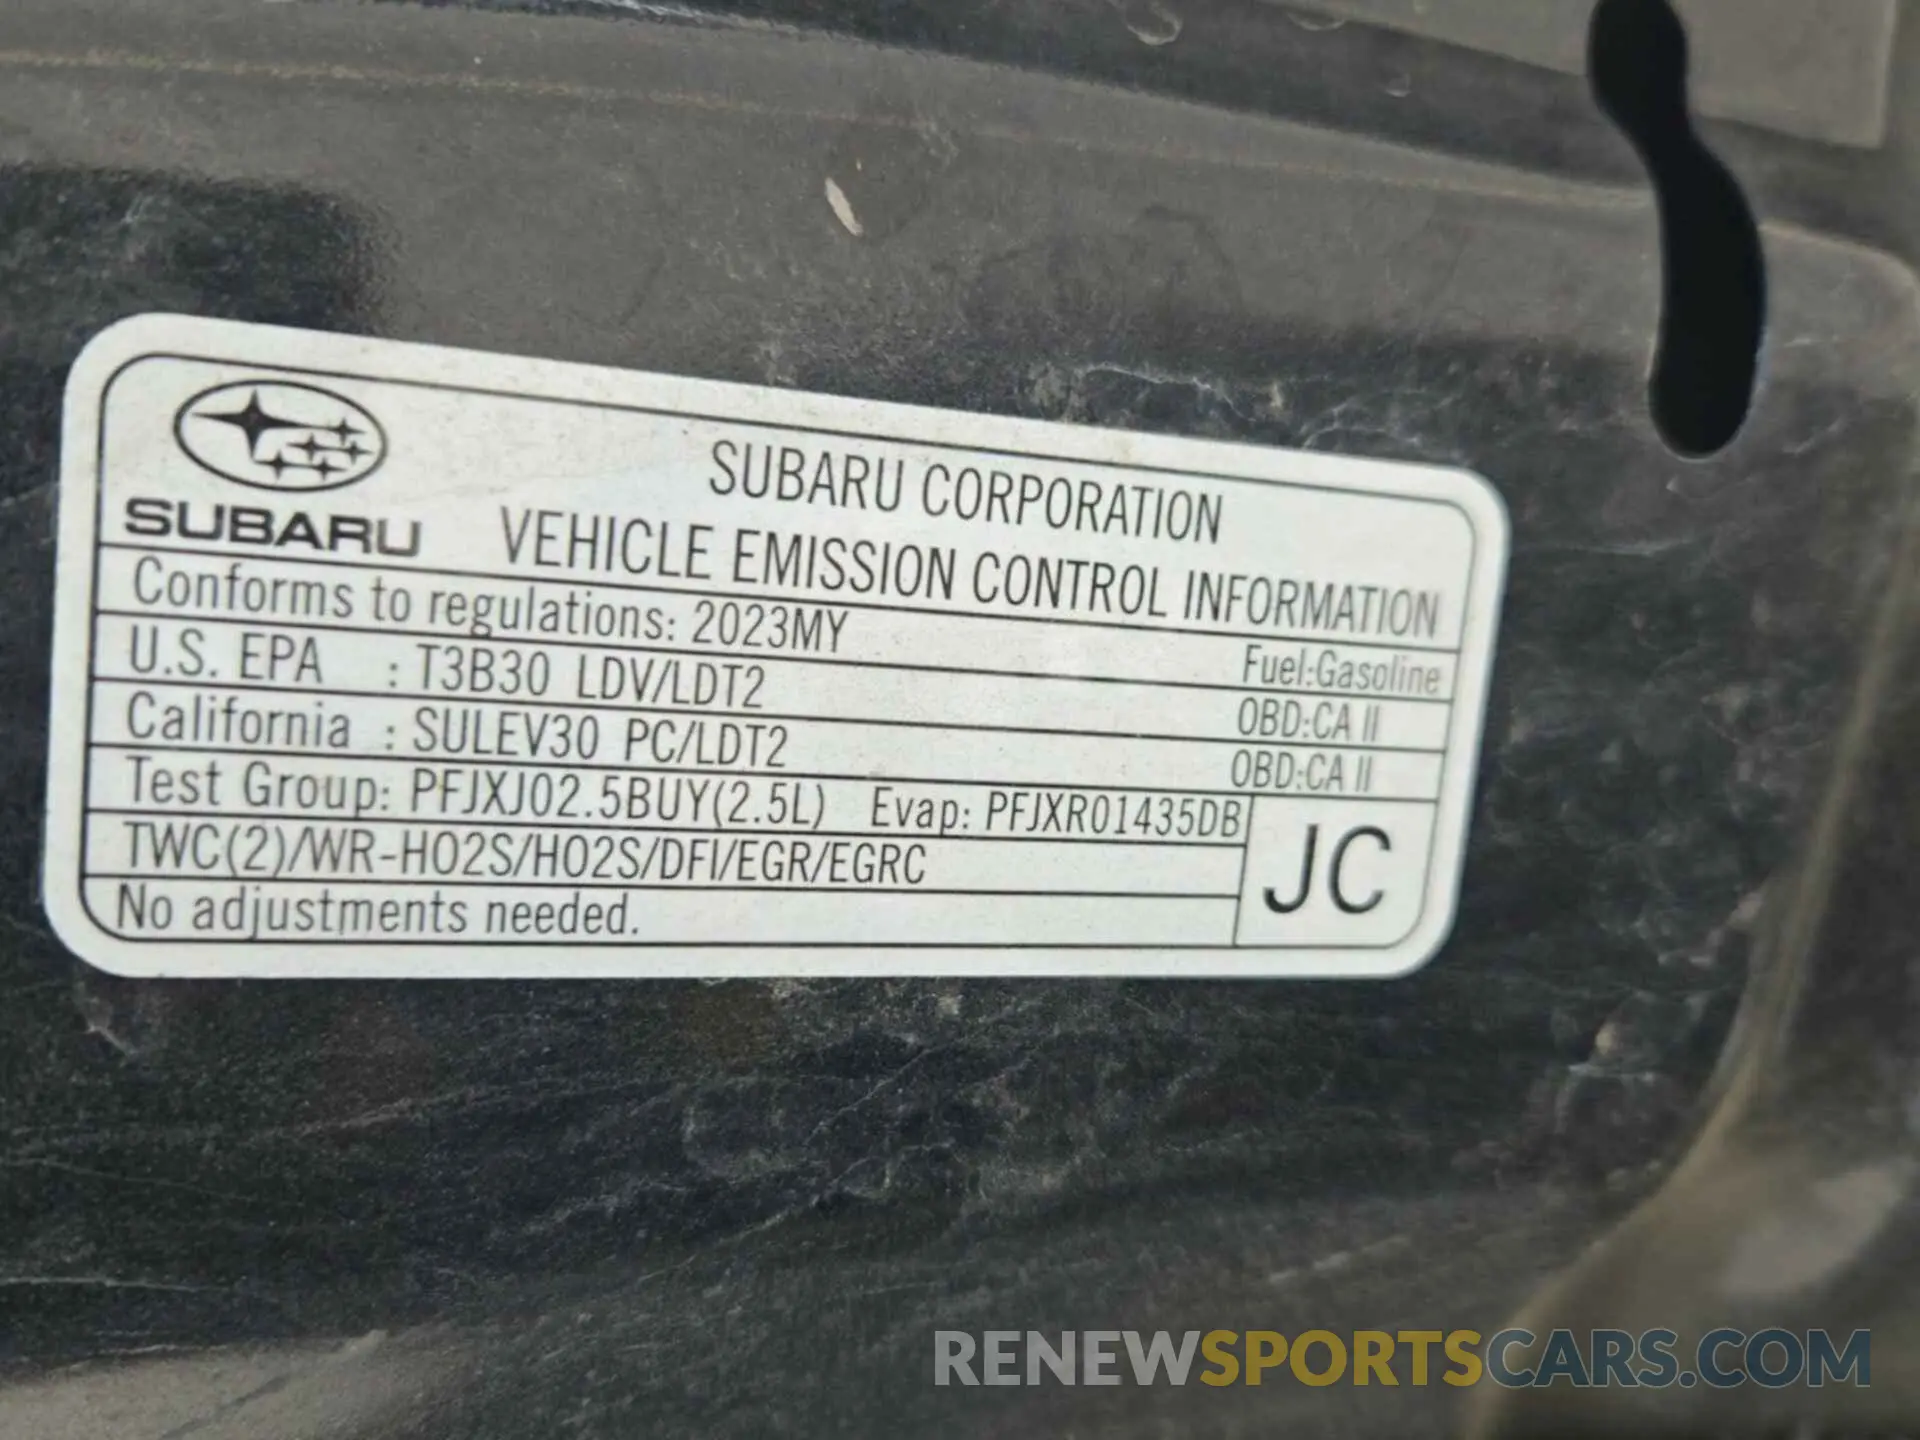 SUBARU CORPORATION
SUBARU VEHICLE EMISSION CONTROL INFORMATION
Conforms to regulations: 2023MY Fuel:Gasoline
U.S. EPA : T3B30 LDV/LDT2 OBD:CA II
California : SULEV30 PC/LDT2 OBD:CA II
Test Group: PFJXJ02.5BUY(2.5L) Evap: PFJXR01435DB
TWC(2)/WR-HO2S/HO2S/DFI/EGR/EGRC JC
No adjustments needed.
RENEWSPORTSCARS.COM